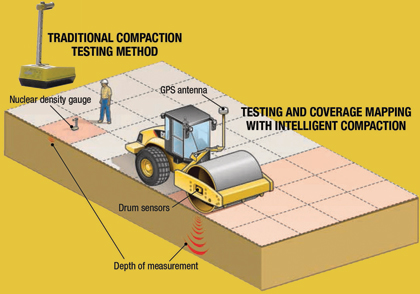 TRADITIONAL COMPACTION
TESTING METHOD
Nuclear density gauge
GPS antenna
TESTING AND COVERAGE MAPPING
WITH INTELLIGENT COMPACTION
Drum sensors
Depth of measurement